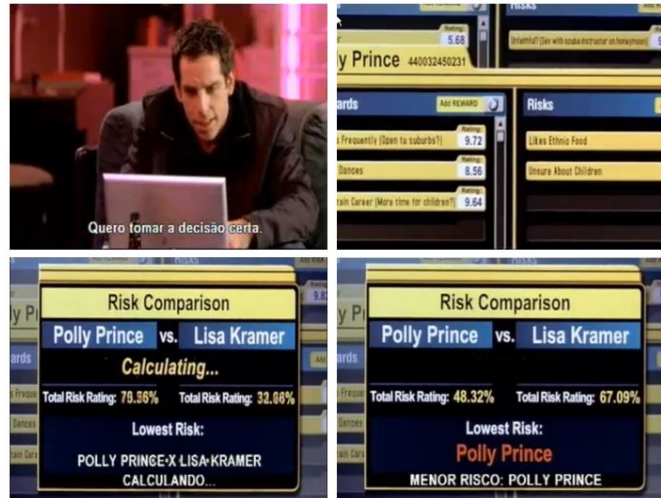 Quero tomar a decisão certa.
Rating:
5.68
Risks
Unfaithful? (Sex with scuba instructor on honeymoon)
Prince 440032450231
Add REWARD
Risks
Frequently (Open to suburbs?)
Rating:
9.72
Likes Ethnic Food
Dances
Rating:
8.56
Unsure About Children
Career (More time for children?)
Rating:
9.64
Risk Comparison
Polly Prince vs. Lisa Kramer
Calculating...
Total Risk Rating: 79.56% Total Risk Rating: 32.86%
Lowest Risk:
POLLY PRINCE X LISA KRAMER
CALCULANDO...
Risk Comparison
Polly Prince vs. Lisa Kramer
Total Risk Rating: 48.32% Total Risk Rating: 67.09%
Lowest Risk:
Polly Prince
MENOR RISCO: POLLY PRINCE